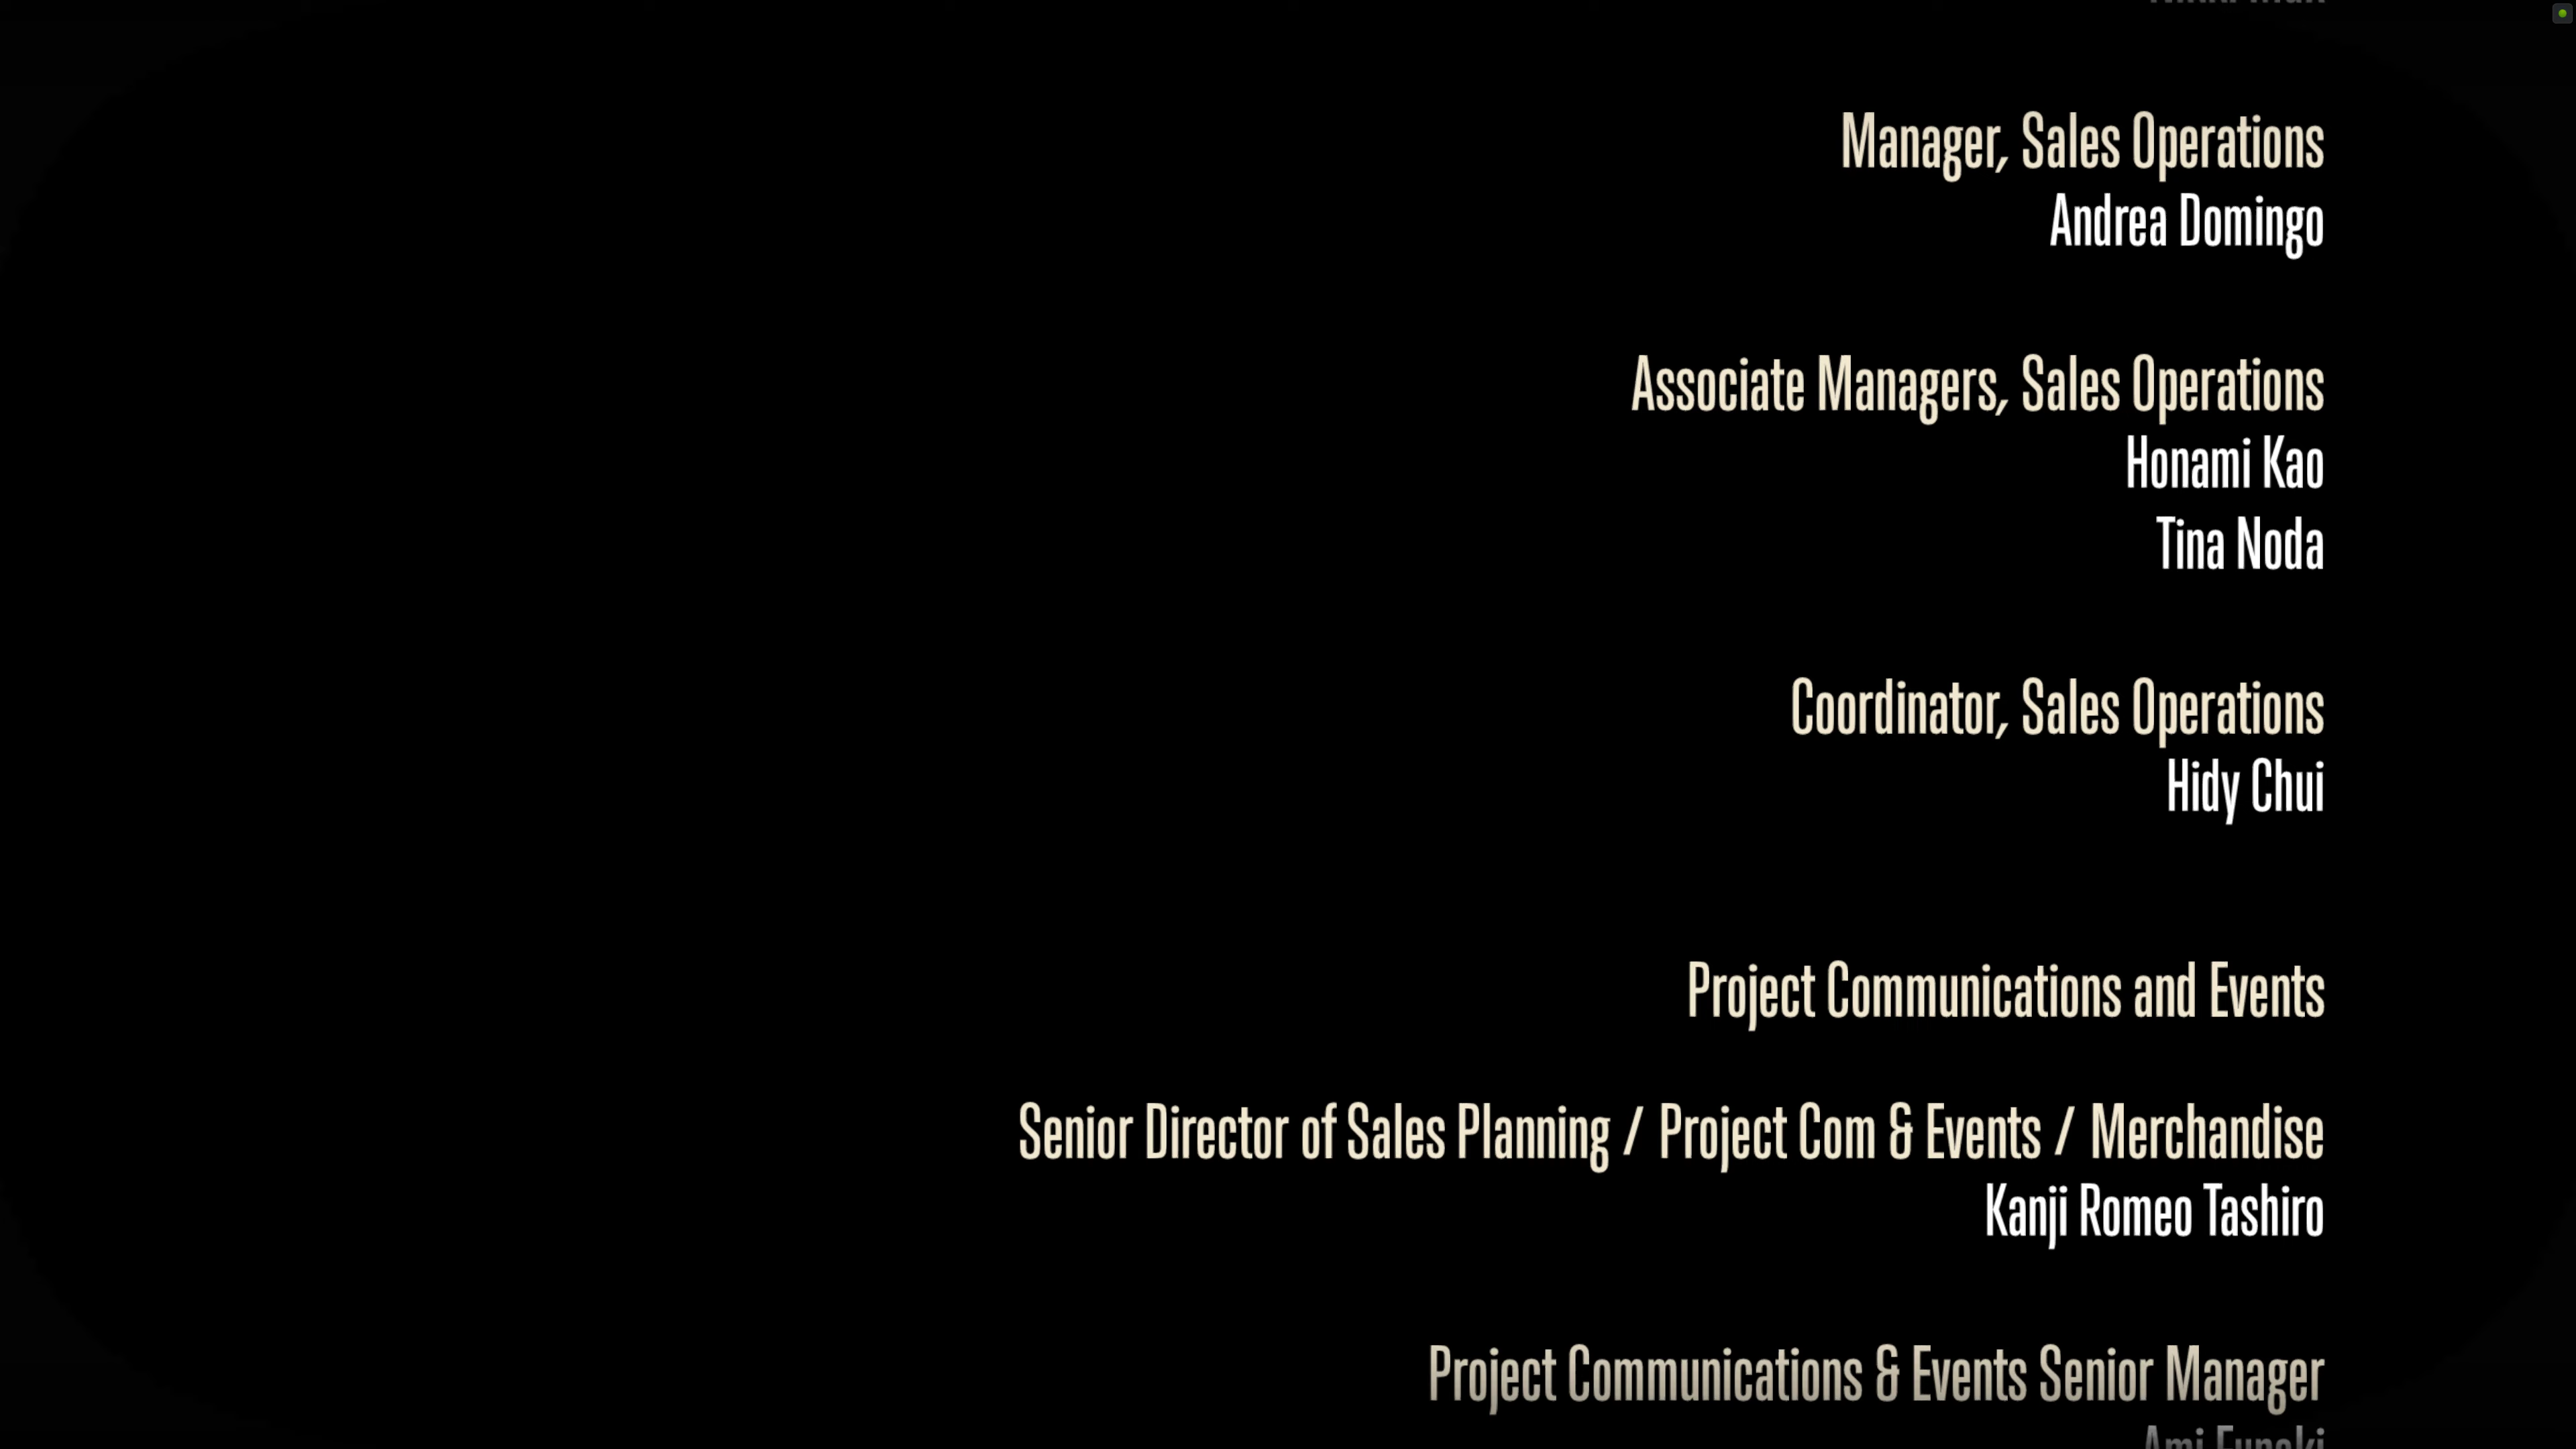 Manager, Sales Operations
Andrea Domingo
Associate Managers, Sales Operations
Honami Kao
Tina Noda
Coordinator, Sales Operations
Hidy Chui
Project Communications and Events
Senior Director of Sales Planning / Project Com & Events / Merchandise
Kanji Romeo Tashiro
Project Communications & Events Senior Manager